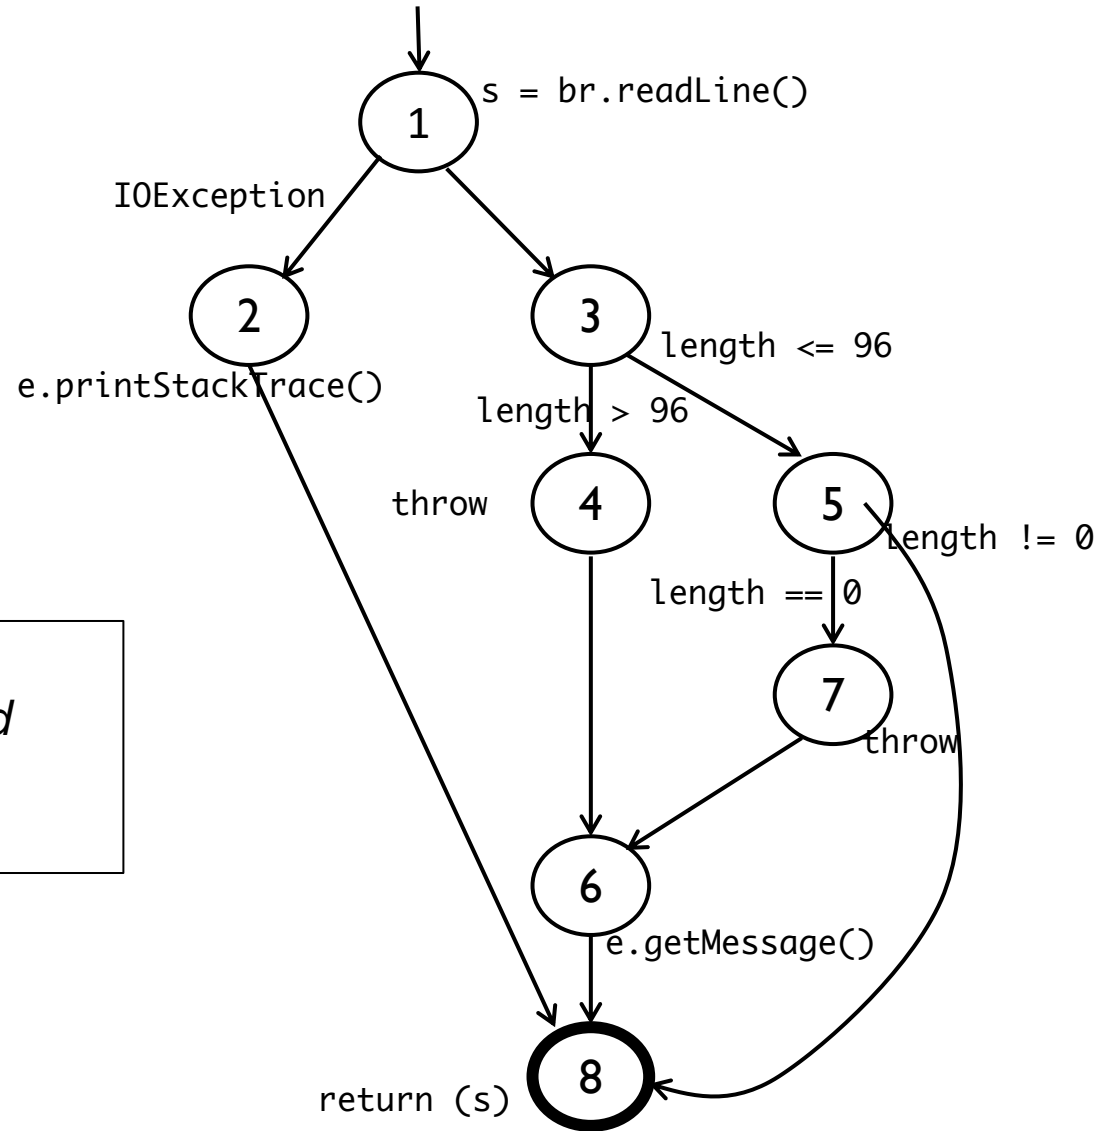 s = br.readLine()
1
IOException
2
3
length <= 96
e.printStackTrace()
length > 96
throw
4
5
length != 0
length == 0
7
throw
6
e.getMessage()
8
return (s)